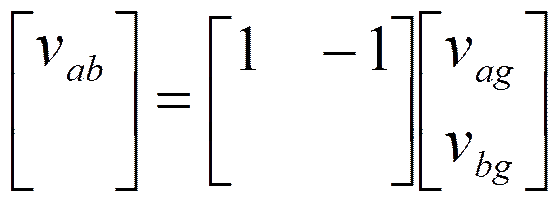 [v_ab] = [1 −1][v_ag
v_bg]